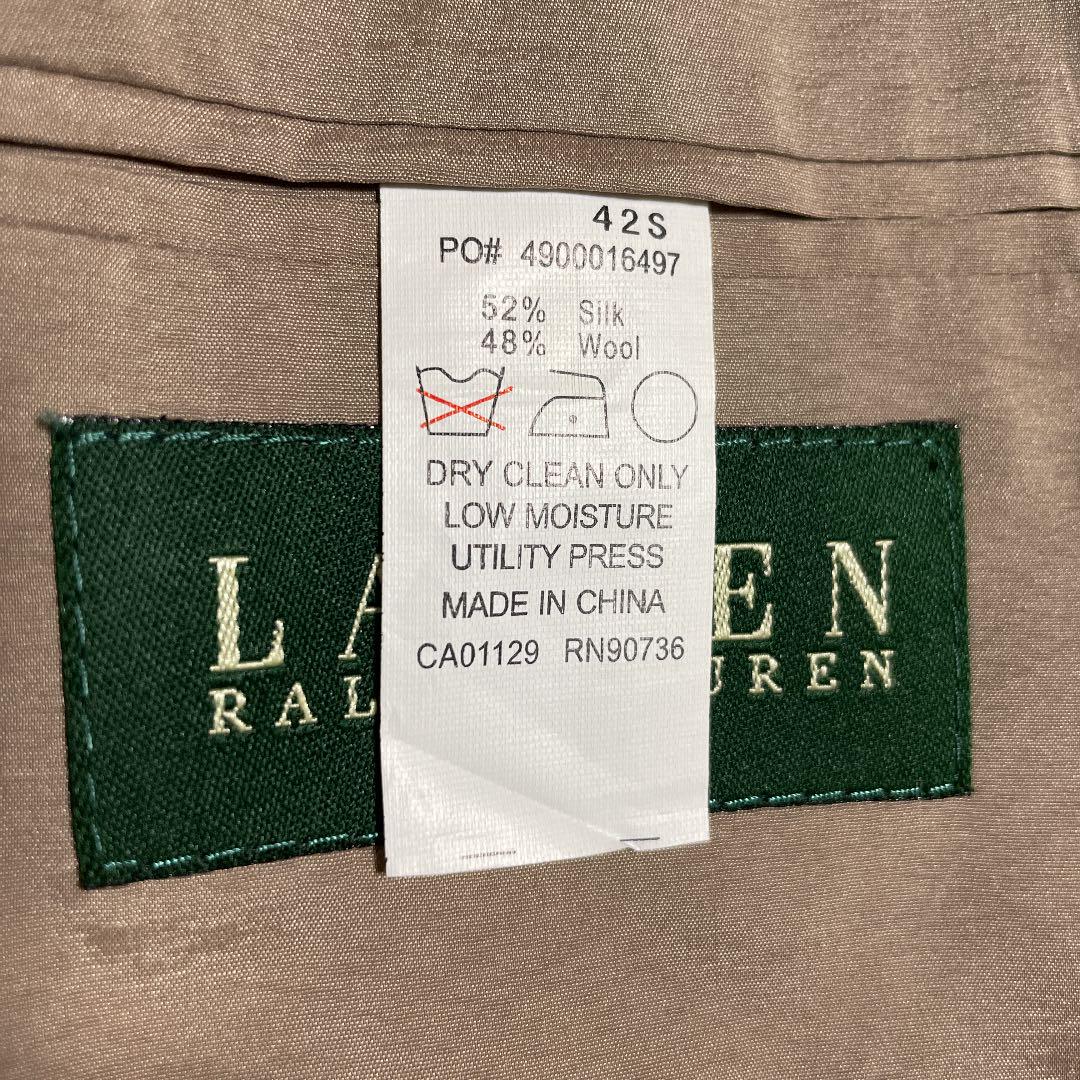 42S
PO# 4900016497
52% Silk
48% Wool
DRY CLEAN ONLY
LOW MOISTURE
UTILITY PRESS
MADE IN CHINA
CA01129 RN90736
LA EN
RAL UREN